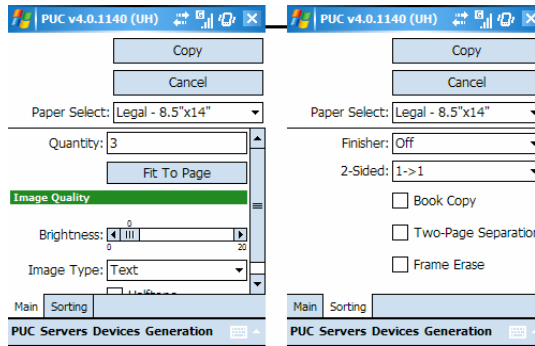 PUC v4.0.1140 (UH)
Copy
Cancel
Paper Select: Legal - 8.5"x14"
Quantity: 3
Fit To Page
Image Quality
0
Brightness:
0 20
Image Type: Text
Halftone
Main Sorting
PUC Servers Devices Generation
PUC v4.0.1140 (UH)
Copy
Cancel
Paper Select: Legal - 8.5"x14"
Finisher: Off
2-Sided: 1->1
Book Copy
Two-Page Separation
Frame Erase
Main Sorting
PUC Servers Devices Generation